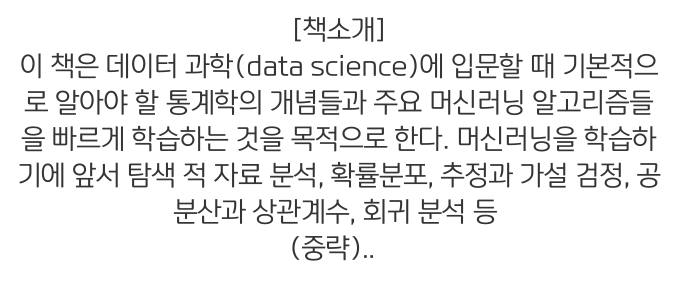 [책소개]
이 책은 데이터 과학(data science)에 입문할 때 기본적으
로 알아야 할 통계학의 개념들과 주요 머신러닝 알고리즘들
을 빠르게 학습하는 것을 목적으로 한다. 머신러닝을 학습하
기에 앞서 탐색 적 자료 분석, 확률분포, 추정과 가설 검정, 공
분산과 상관계수, 회귀 분석 등
(중략)..